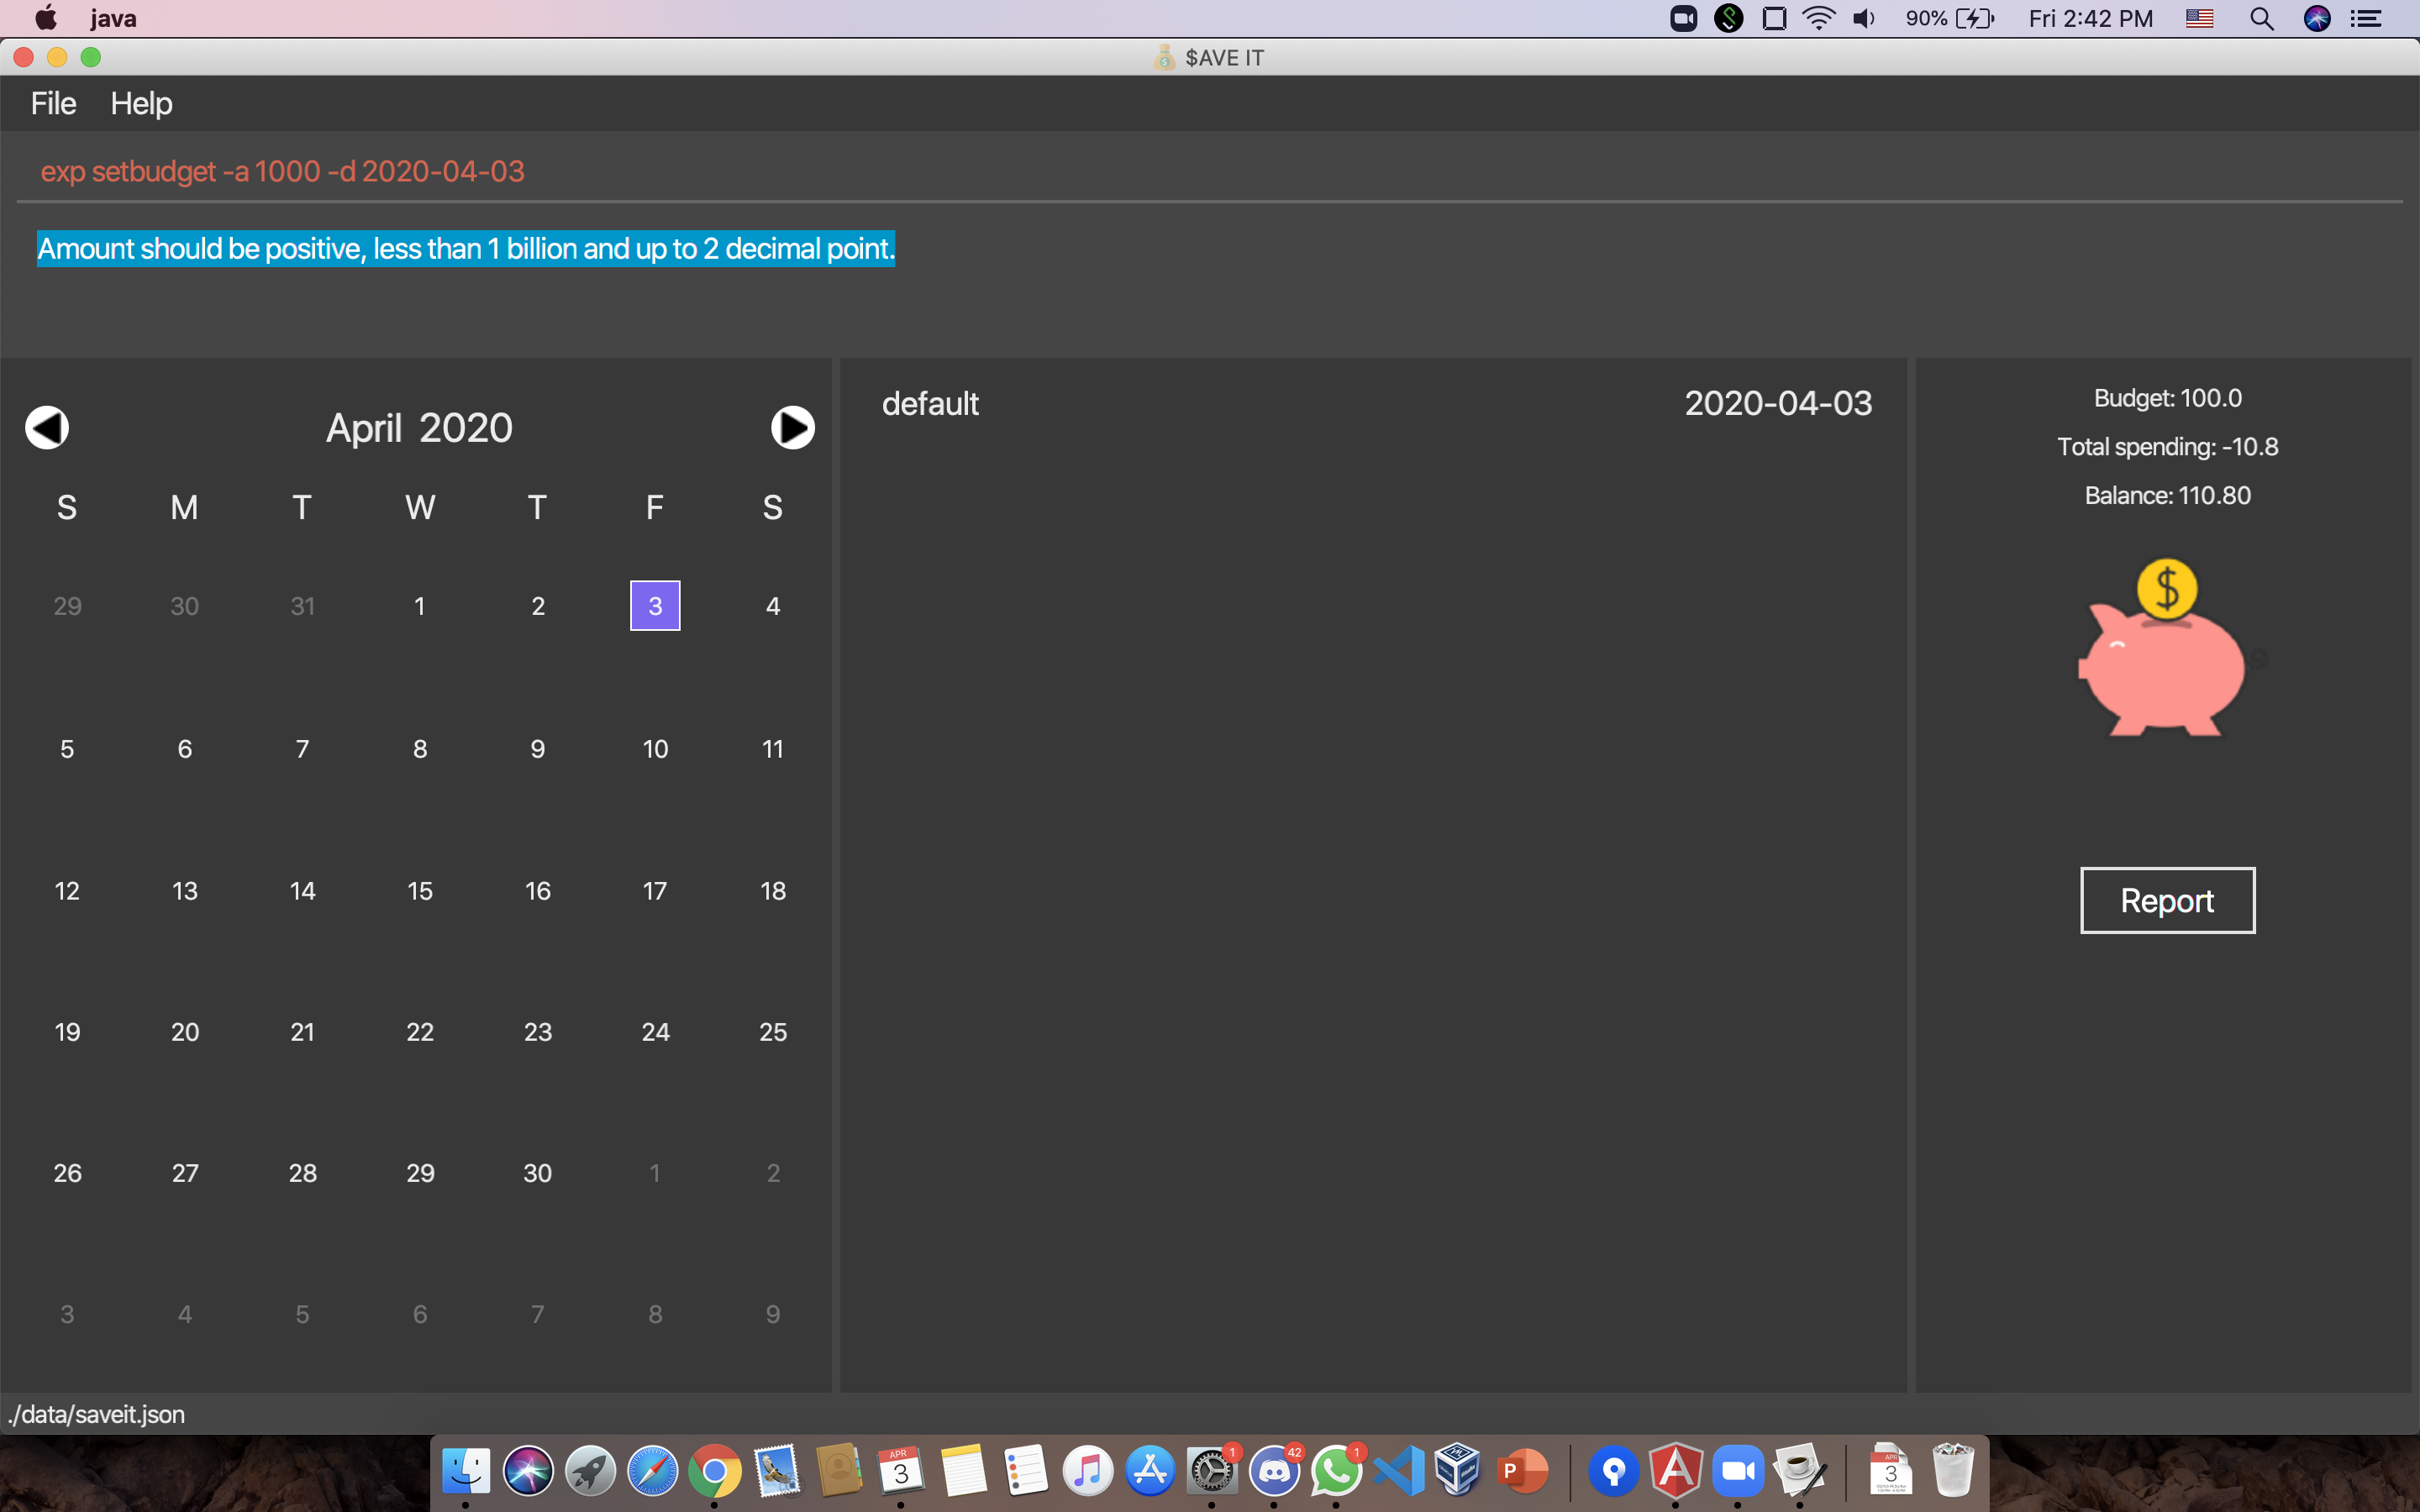 java
90%
Fri 2:42 PM
$AVE IT
File Help
exp setbudget -a 1000 -d 2020-04-03
Amount should be positive, less than 1 billion and up to 2 decimal point.
April 2020
S M T W T F S
29 30 31 1 2 3 4
5 6 7 8 9 10 11
12 13 14 15 16 17 18
19 20 21 22 23 24 25
26 27 28 29 30 1 2
3 4 5 6 7 8 9
default
2020-04-03
Budget: 100.0
Total spending: -10.8
Balance: 110.80
$
Report
./data/saveit.json
APR
3
1
42
1
P
APR
3